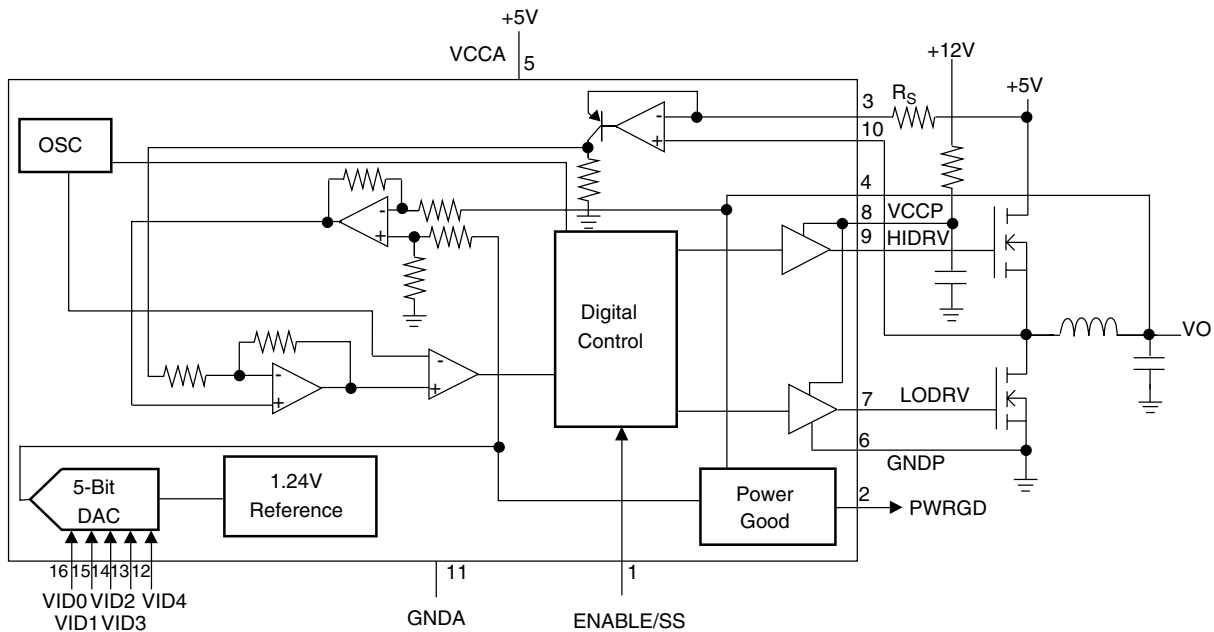 +5V
VCCA
5
+12V
+5V
3
RS
10
OSC
4
8
VCCP
9
HIDRV
Digital
Control
VO
7
LODRV
6
GNDP
5-Bit
DAC
1.24V
Reference
Power
Good
2
PWRGD
16
15
14
13
12
11
1
VID0
VID2
VID4
VID1
VID3
GNDA
ENABLE/SS
-
+
-
+
-
+
-
+